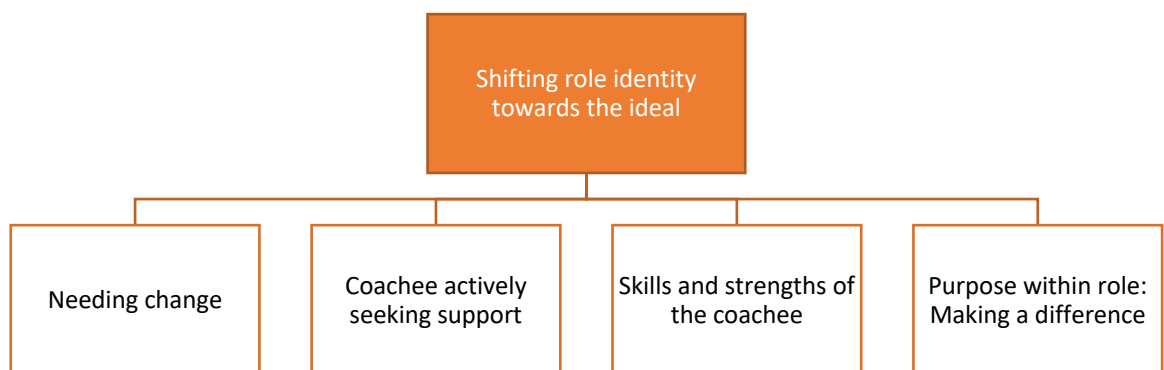 Shifting role identity
towards the ideal
Needing change
Coachee actively
seeking support
Skills and strengths of
the coachee
Purpose within role:
Making a difference